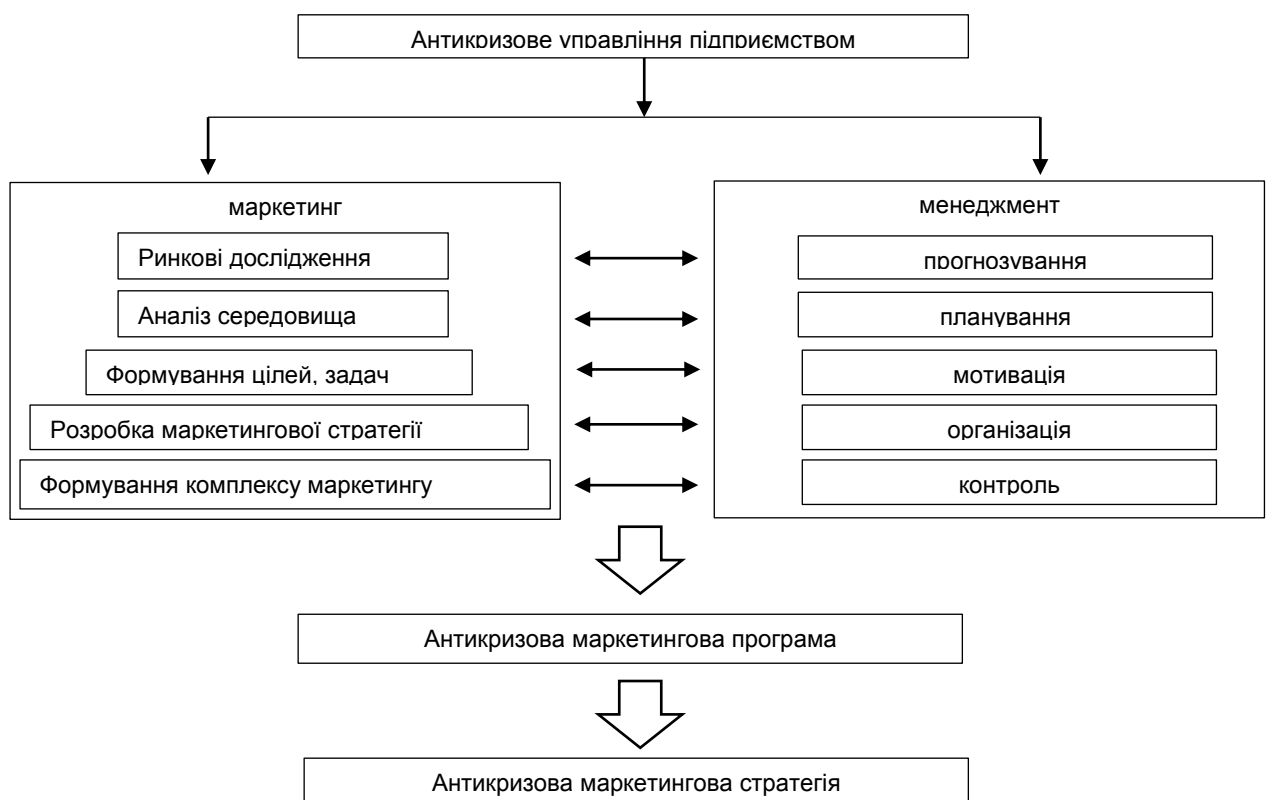 Антикризове управління підприємством
маркетинг
Ринкові дослідження
Аналіз середовища
Формування цілей, задач
Розробка маркетингової стратегії
Формування комплексу маркетингу
менеджмент
прогнозування
планування
мотивація
організація
контроль
Антикризова маркетингова програма
Антикризова маркетингова стратегія